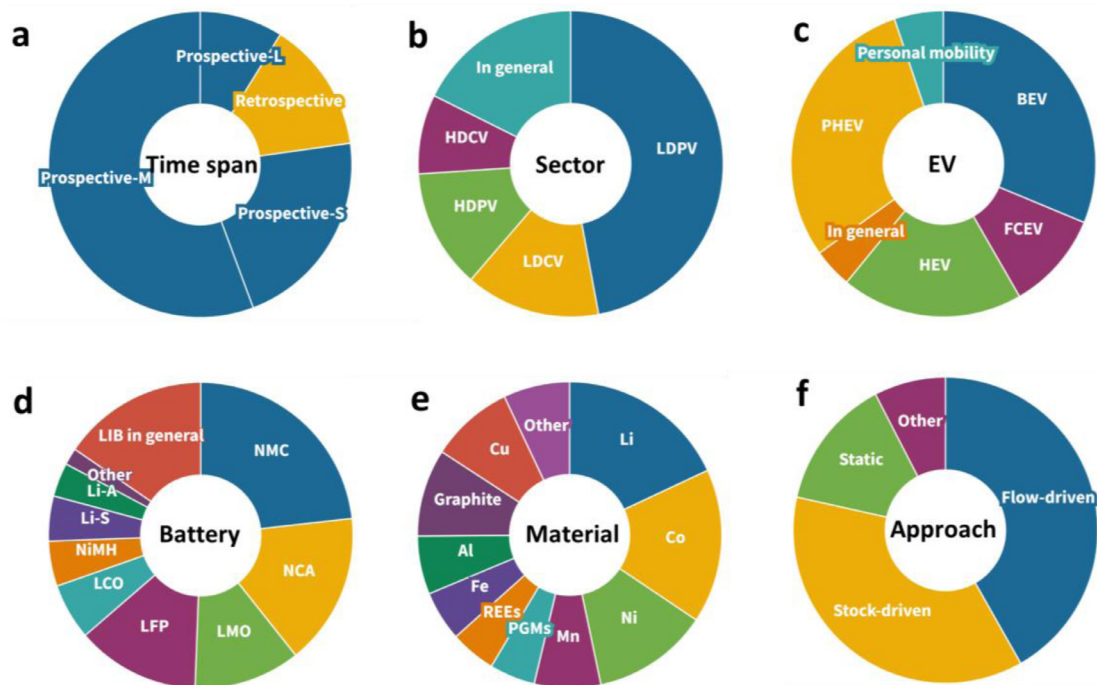 a
Prospective-L
Retrospective
Time span
Prospective-M
Prospective-S
b
In general
HDCV
Sector
LDPV
HDPV
LDCV
c
Personal mobility
BEV
PHEV
EV
In general
FCEV
HEV
d
LIB in general
NMC
Other
Li-A
Li-S
Battery
NiMH
NCA
LCO
LFP
LMO
e
Other
Li
Cu
Graphite
Material
Co
Al
Fe
REEs
PGMs
Mn
Ni
f
Other
Static
Flow-driven
Approach
Stock-driven